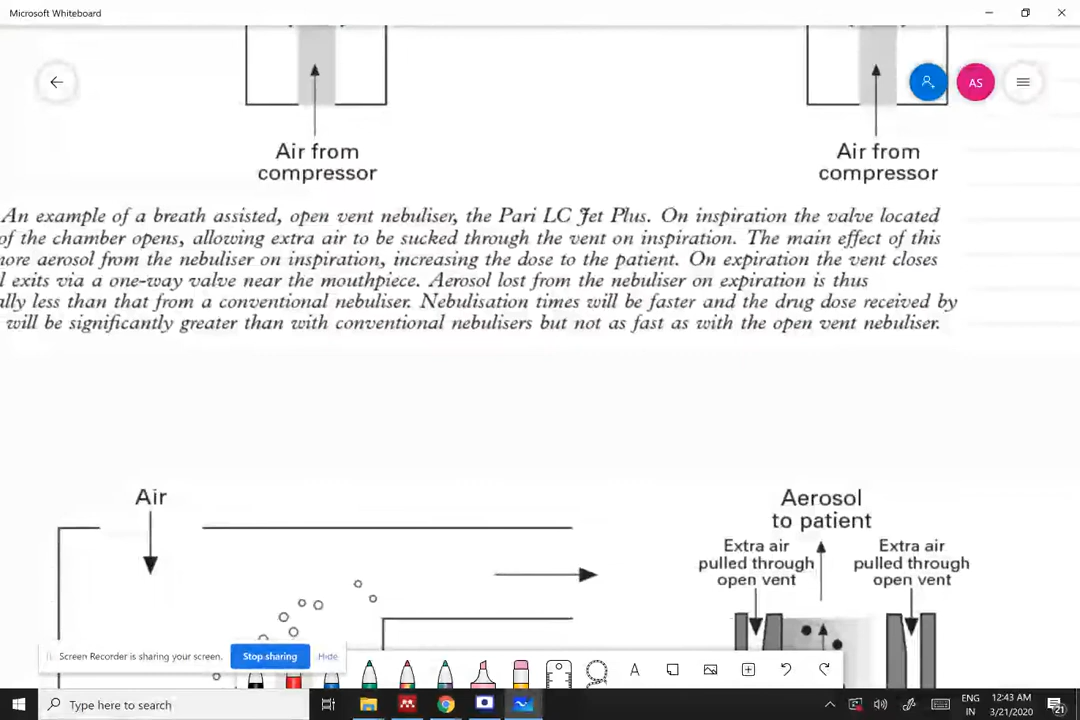 Microsoft Whiteboard
AS
Air from
compressor
Air from
compressor
An example of a breath assisted, open vent nebuliser, the Pari LC Jet Plus. On inspiration the valve located
of the chamber opens, allowing extra air to be sucked through the vent on inspiration. The main effect of this
more aerosol from the nebuliser on inspiration, increasing the dose to the patient. On expiration the vent closes
l exits via a one-way valve near the mouthpiece. Aerosol lost from the nebuliser on expiration is thus
ally less than that from a conventional nebuliser. Nebulisation times will be faster and the drug dose received by
will be significantly greater than with conventional nebulisers but not as fast as with the open vent nebuliser.
Air
Aerosol
to patient
Extra air
pulled through
open vent
Extra air
pulled through
open vent
Screen Recorder is sharing your screen.
Stop sharing
Hide
A
Type here to search
ENG
IN
12:43 AM
3/21/2020
21